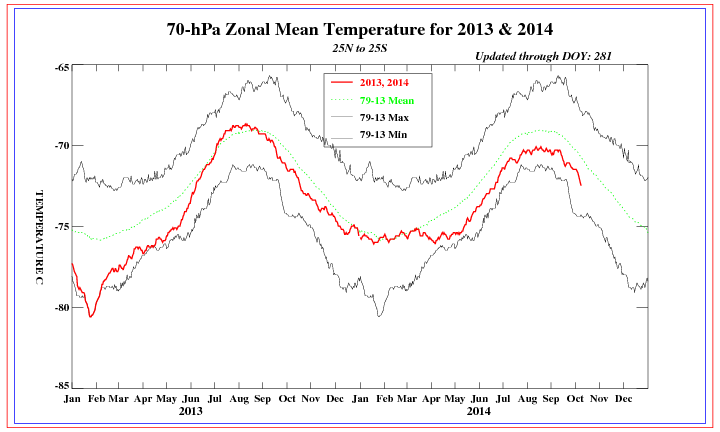 70-hPa Zonal Mean Temperature for 2013 & 2014
25N to 25S
Updated through DOY: 281
2013, 2014
79-13 Mean
79-13 Max
79-13 Min
TEMPERATURE C
-65
-70
-75
-80
-85
Jan Feb Mar Apr May Jun Jul Aug Sep Oct Nov Dec Jan Feb Mar Apr May Jun Jul Aug Sep Oct Nov Dec
2013 2014